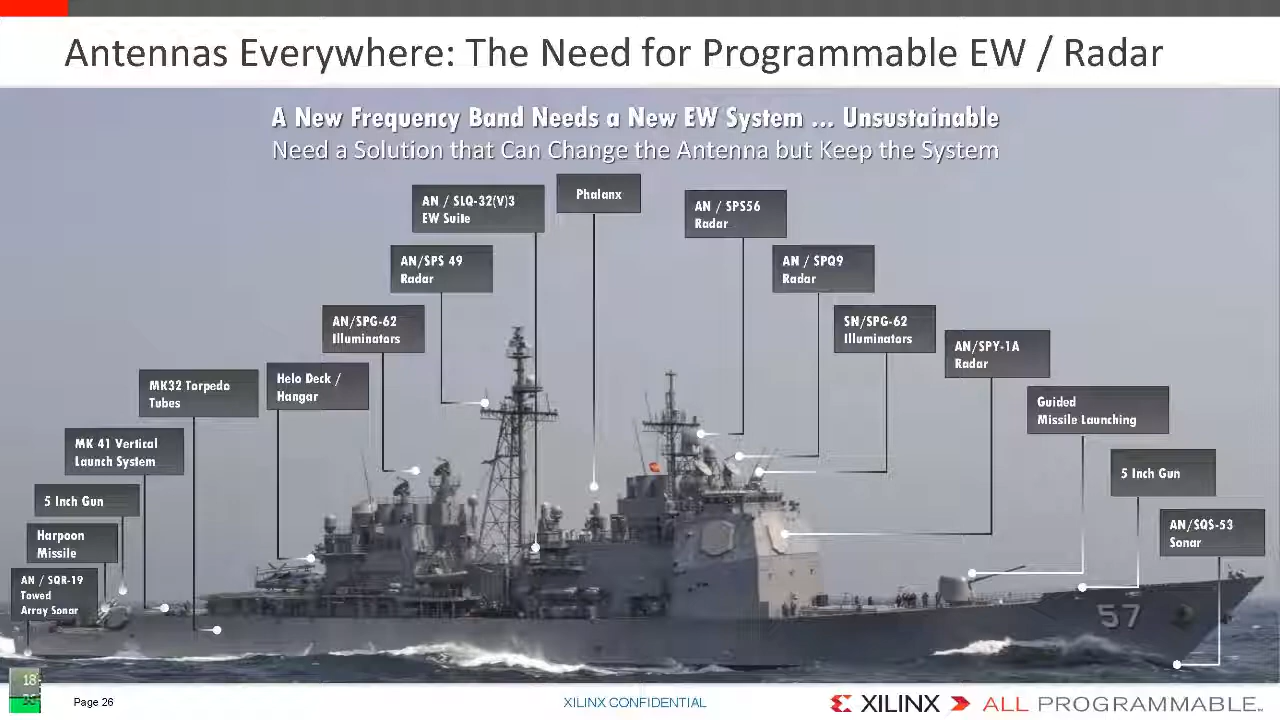 Antennas Everywhere: The Need for Programmable EW / Radar
A New Frequency Band Needs a New EW System ... Unsustainable
Need a Solution that Can Change the Antenna but Keep the System
AN / SLQ-32(V)3
EW Suite
Phalanx
AN / SPS56
Radar
AN/SPS 49
Radar
AN / SPQ9
Radar
AN/SPG-62
Illuminators
SN/SPG-62
Illuminators
AN/SPY-1A
Radar
MK32 Torpedo
Tubes
Helo Deck /
Hangar
Guided
Missile Launching
MK 41 Vertical
Launch System
5 Inch Gun
5 Inch Gun
Harpoon
Missile
AN/SQS-53
Sonar
AN / SQR-19
Towed
Array Sonar
57
18
Page 26
XILINX CONFIDENTIAL
XILINX ALL PROGRAMMABLE™